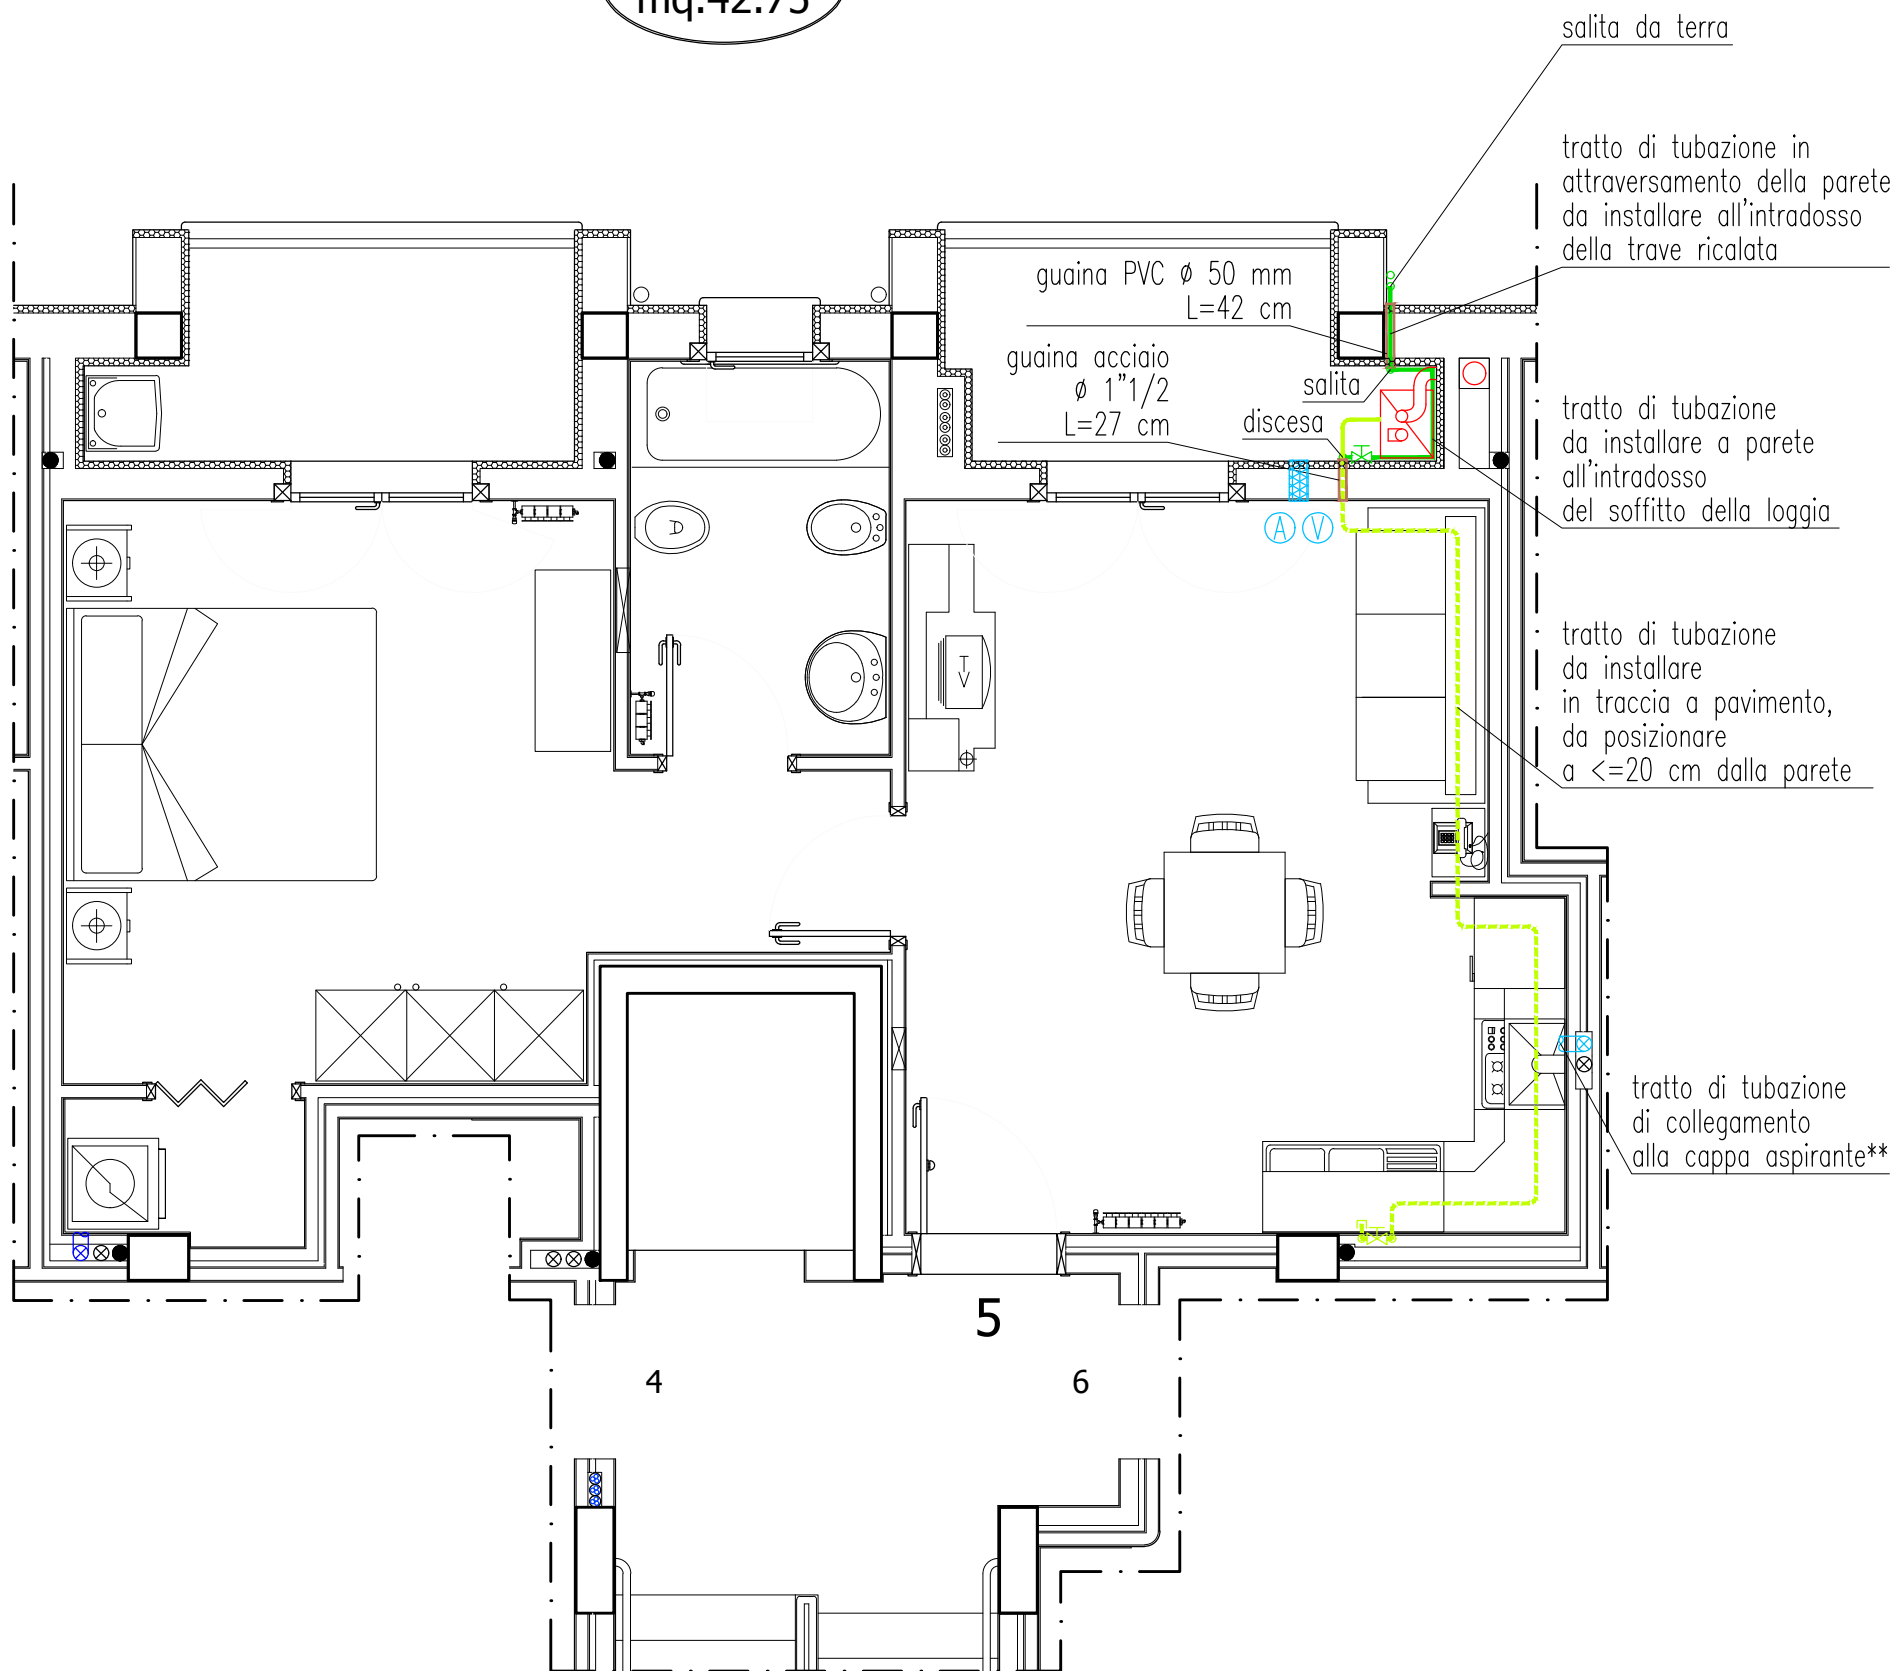 mq.42.75
salita da terra
tratto di tubazione in
attraversamento della parete
da installare all'intradosso
della trave ricalata
guaina PVC ø 50 mm
L=42 cm
guaina acciaio
ø 1"1/2
L=27 cm
salita
discesa
tratto di tubazione
da installare a parete
all'intradosso
del soffitto della loggia
A V
A
T
V
tratto di tubazione
da installare
in traccia a pavimento,
da posizionare
a <=20 cm dalla parete
tratto di tubazione
di collegamento
alla cappa aspirante**
5
4
6